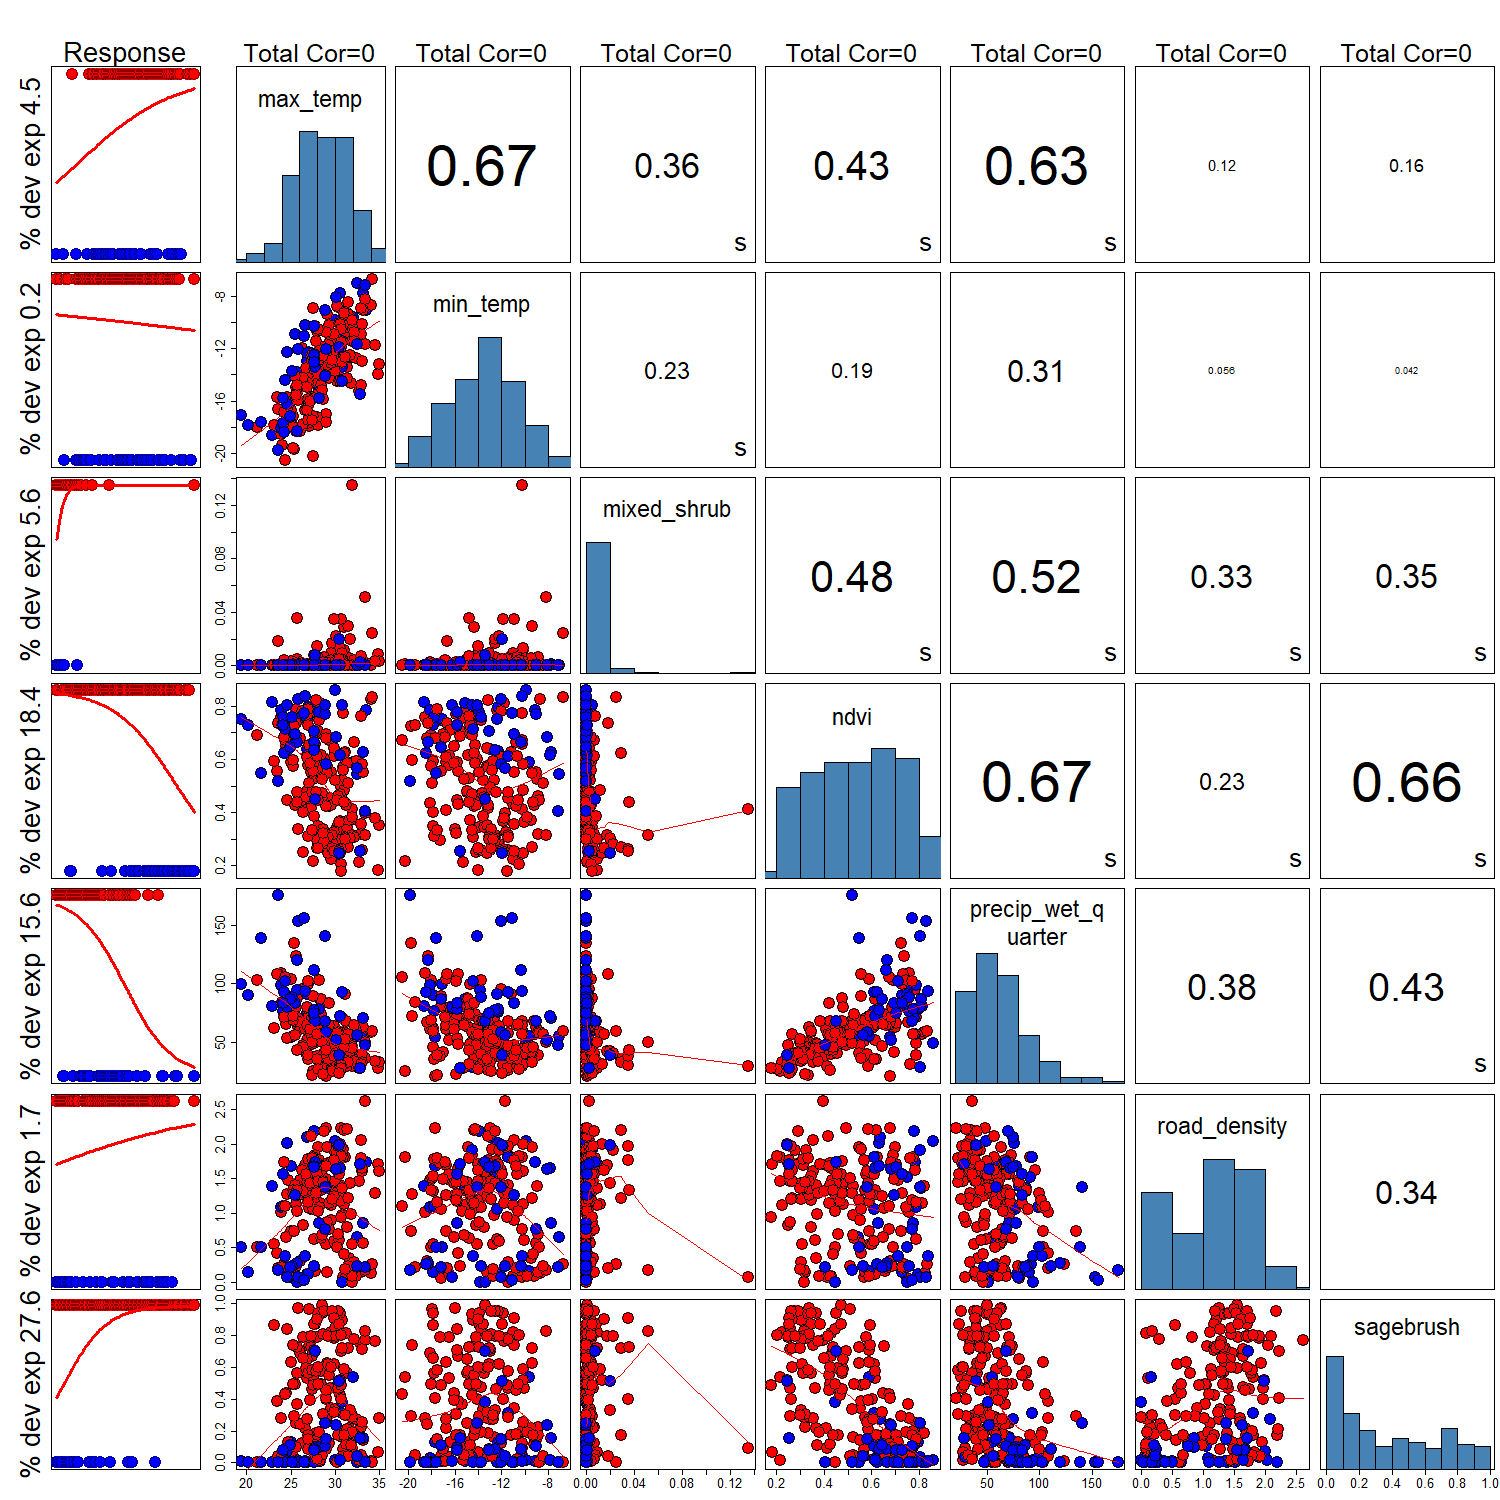 Response Total Cor=0 Total Cor=0 Total Cor=0 Total Cor=0 Total Cor=0 Total Cor=0 Total Cor=0
% dev exp 4.5
max_temp
0.67 0.36 0.43 0.63 0.12 0.16
s s s
% dev exp 0.2
-8 -12 -16 -20
min_temp
0.23 0.19 0.31 0.056 0.042
s
% dev exp 5.6
0.12 0.08 0.04 0.00
mixed_shrub
0.48 0.52 0.33 0.35
s s s s
% dev exp 18.4
0.8 0.6 0.4 0.2
ndvi
0.67 0.23 0.66
s s s
% dev exp 15.6
150 100 50
precip_wet_q
uarter
0.38 0.43
s
% dev exp 1.7
2.5 2.0 1.5 1.0 0.5 0.0
road_density
0.34
% dev exp 27.6
1.0 0.8 0.6 0.4 0.2 0.0
sagebrush
20 25 30 35 -20 -16 -12 -8 0.00 0.04 0.08 0.12 0.2 0.4 0.6 0.8 50 100 150 0.0 0.5 1.0 1.5 2.0 2.5 0.0 0.2 0.4 0.6 0.8 1.0